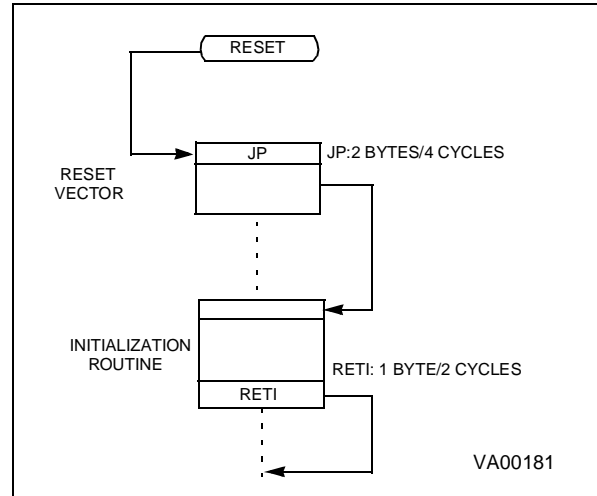 RESET
JP
JP:2 BYTES/4 CYCLES
RESET
VECTOR
INITIALIZATION
ROUTINE
RETI: 1 BYTE/2 CYCLES
RETI
VA00181